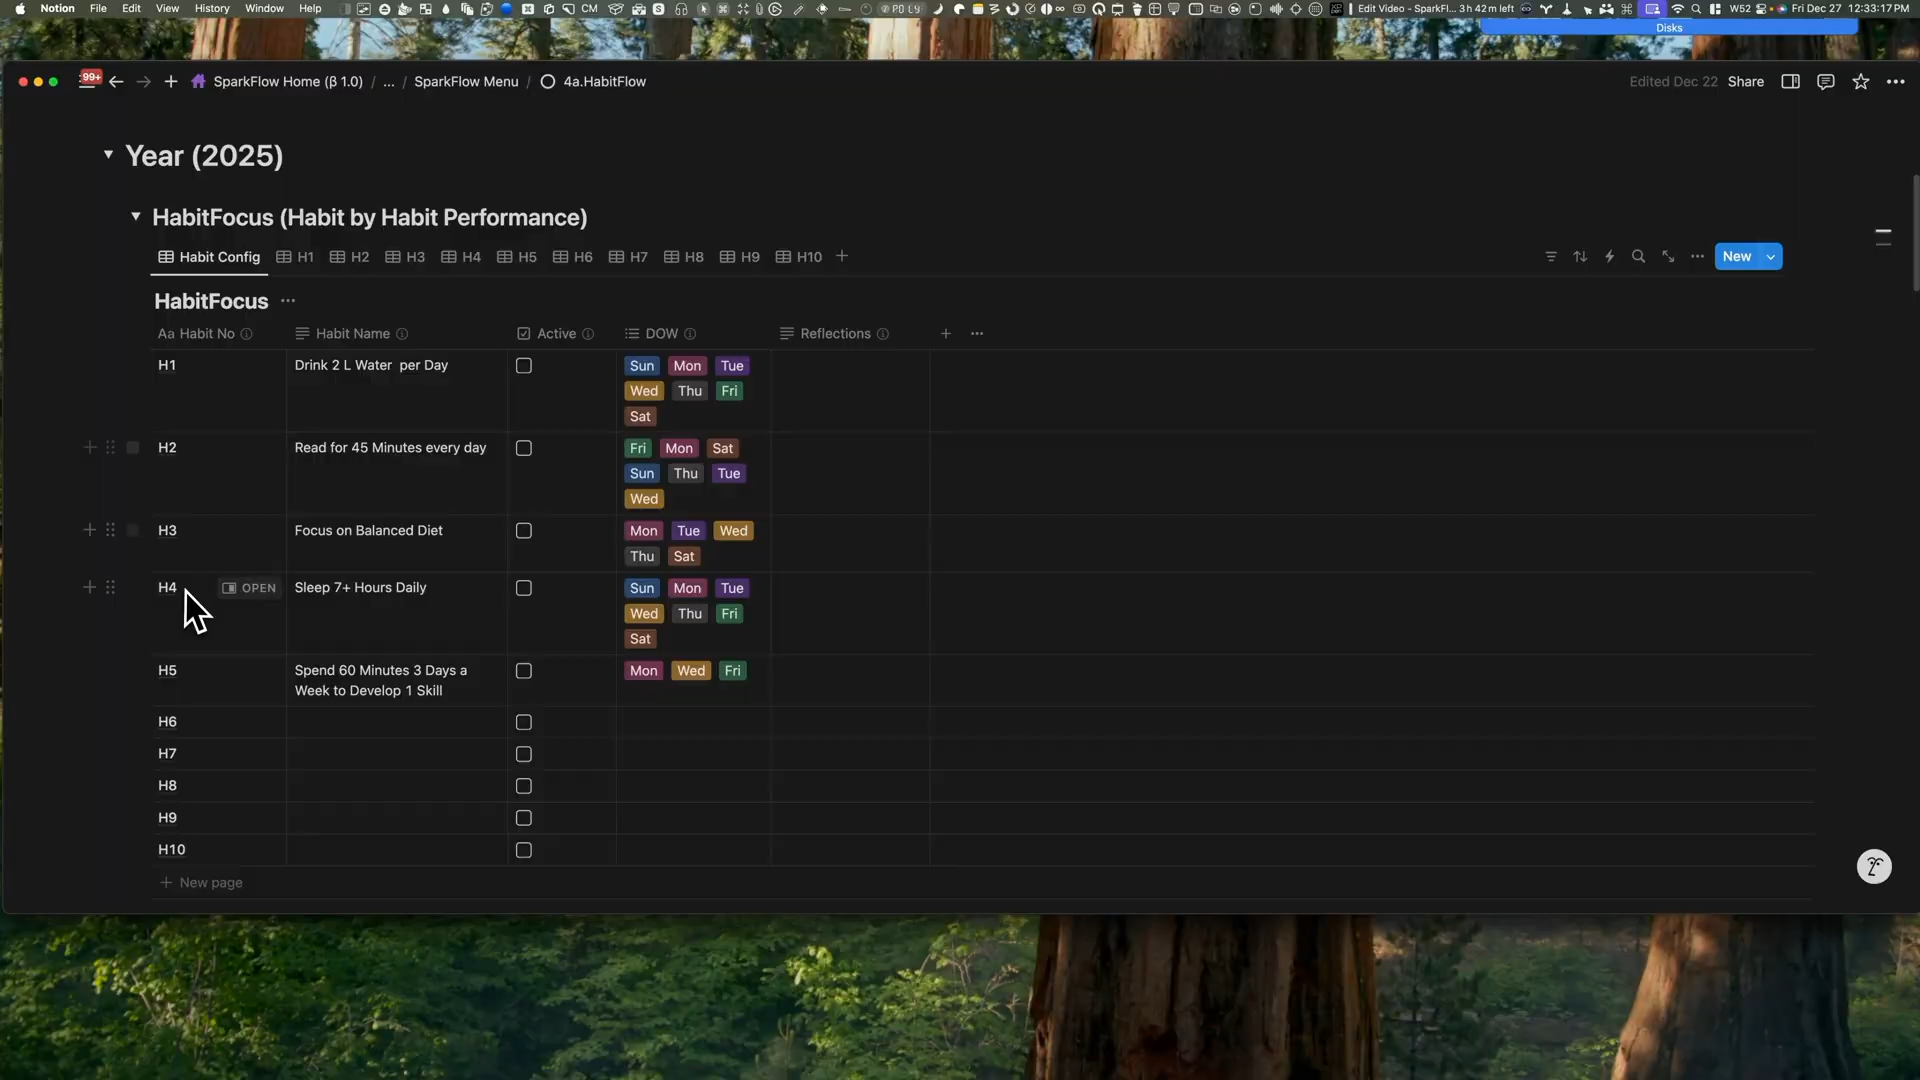 Notion File Edit View History Window Help CM Edit Video - SparkFl... 3 h 42 m left W52 Fri Dec 27 12:33:17 PM
Disks
99+ SparkFlow Home (β 1.0) / ... / SparkFlow Menu / 4a.HabitFlow Edited Dec 22 Share
Year (2025)
HabitFocus (Habit by Habit Performance)
Habit Config H1 H2 H3 H4 H5 H6 H7 H8 H9 H10 New
HabitFocus
Aa Habit No Habit Name Active DOW Reflections
H1 Drink 2 L Water per Day Sun Mon Tue
Wed Thu Fri
Sat
H2 Read for 45 Minutes every day Fri Mon Sat
Sun Thu Tue
Wed
H3 Focus on Balanced Diet Mon Tue Wed
Thu Sat
H4 OPEN Sleep 7+ Hours Daily Sun Mon Tue
Wed Thu Fri
Sat
H5 Spend 60 Minutes 3 Days a Mon Wed Fri
Week to Develop 1 Skill
H6
H7
H8
H9
H10
New page